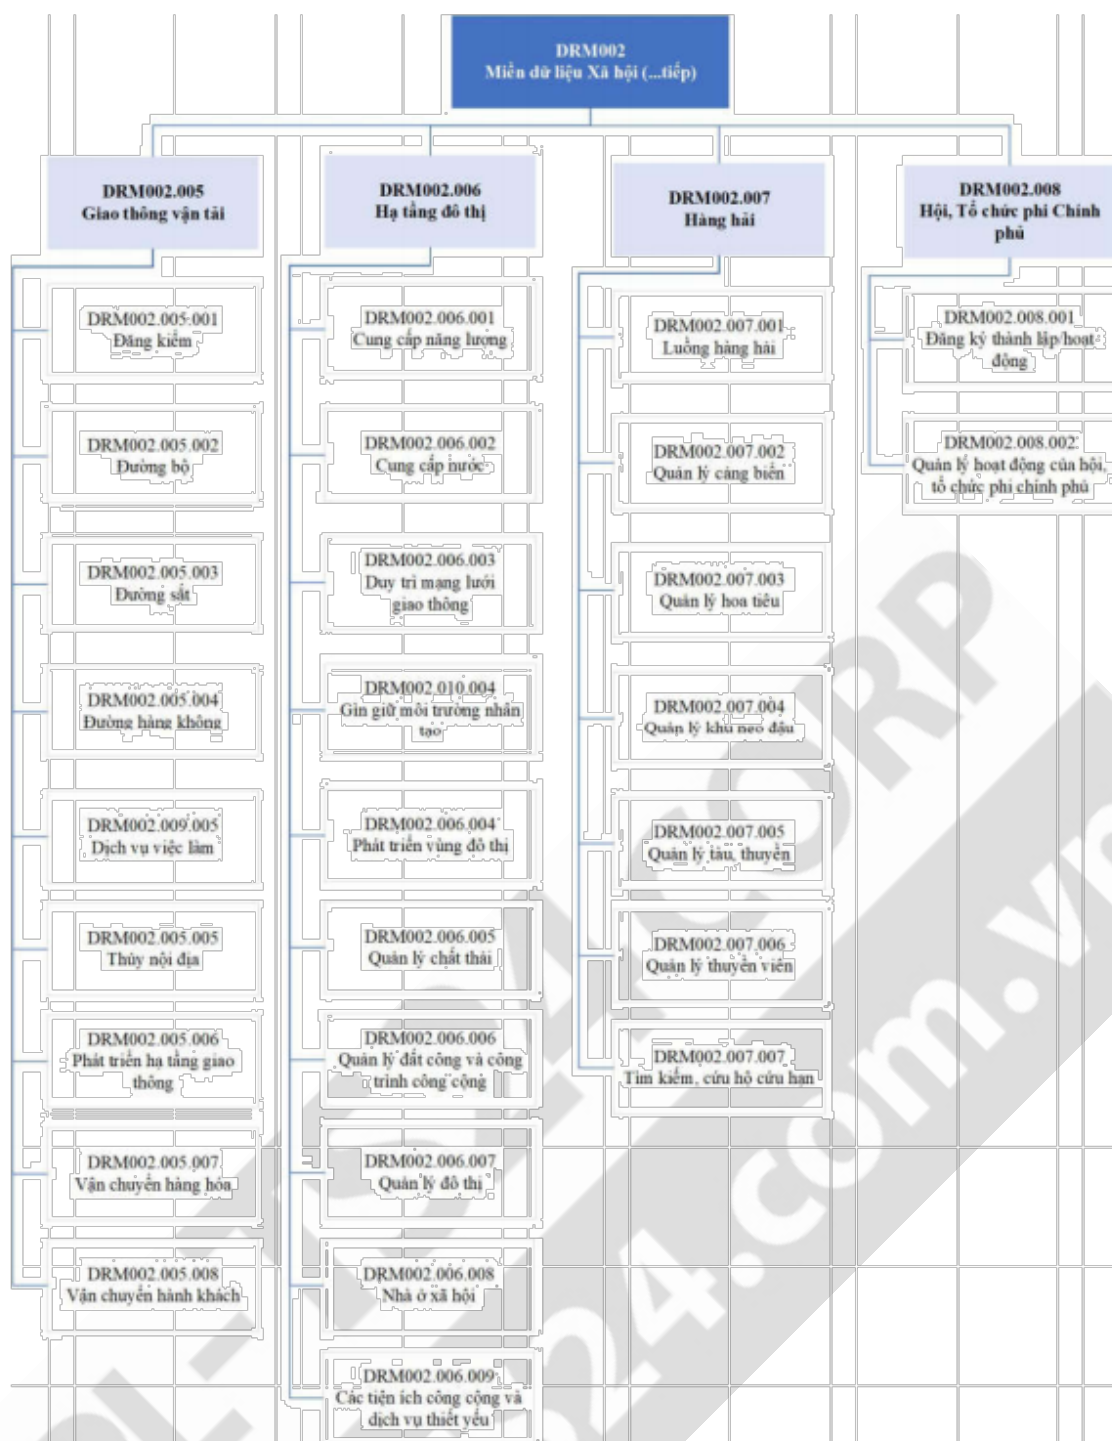 DRM002
Miền dữ liệu Xã hội (...tiếp)
DRM002.005
Giao thông vận tải
DRM002.005.001
Đăng kiểm
DRM002.005.002
Đường bộ
DRM002.005.003
Đường sắt
DRM002.005.004
Đường hàng không
DRM002.009.005
Dịch vụ việc làm
DRM002.005.005
Thủy nội địa
DRM002.005.006
Phát triển hạ tầng giao
thông
DRM002.005.007
Vận chuyển hàng hóa
DRM002.005.008
Vận chuyển hành khách
DRM002.006
Hạ tầng đô thị
DRM002.006.001
Cung cấp năng lượng
DRM002.006.002
Cung cấp nước
DRM002.006.003
Duy trì mạng lưới
giao thông
DRM002.010.004
Gìn giữ môi trường nhân
tạo
DRM002.006.004
Phát triển vùng đô thị
DRM002.006.005
Quản lý chất thải
DRM002.006.006
Quản lý đất công và công
trình công cộng
DRM002.006.007
Quản lý đô thị
DRM002.006.008
Nhà ở xã hội
DRM002.006.009
Các tiện ích công cộng và
dịch vụ thiết yếu
DRM002.007
Hàng hải
DRM002.007.001
Luồng hàng hải
DRM002.007.002
Quản lý cảng biển
DRM002.007.003
Quản lý hoa tiêu
DRM002.007.004
Quản lý khu neo đậu
DRM002.007.005
Quản lý tàu, thuyền
DRM002.007.006
Quản lý thuyền viên
DRM002.007.007
Tìm kiếm, cứu hộ cứu hạn
DRM002.008
Hội, Tổ chức phi Chính
phủ
DRM002.008.001
Đăng ký thành lập/hoạt
động
DRM002.008.002
Quản lý hoạt động của hội,
tổ chức phi chính phủ
24 CORP
24.com.vn